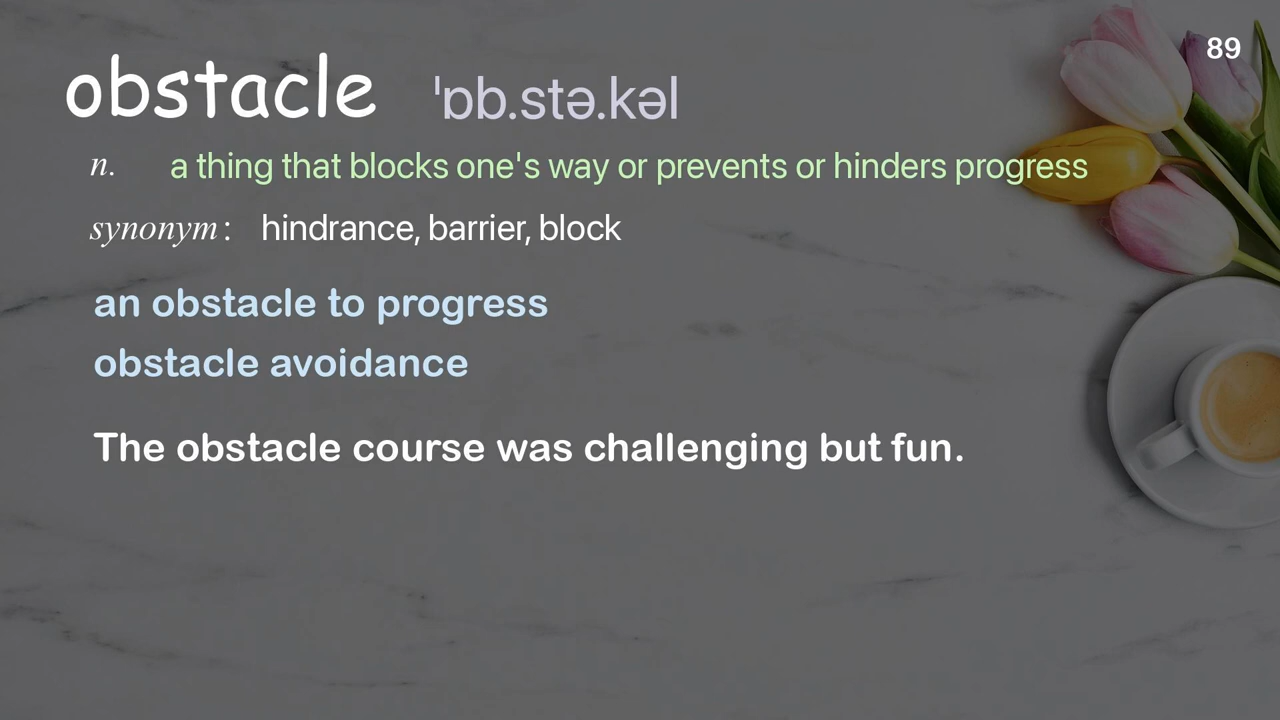 89
obstacle ˈɒb.stə.kəl
n. a thing that blocks one's way or prevents or hinders progress
synonym: hindrance, barrier, block
an obstacle to progress
obstacle avoidance
The obstacle course was challenging but fun.